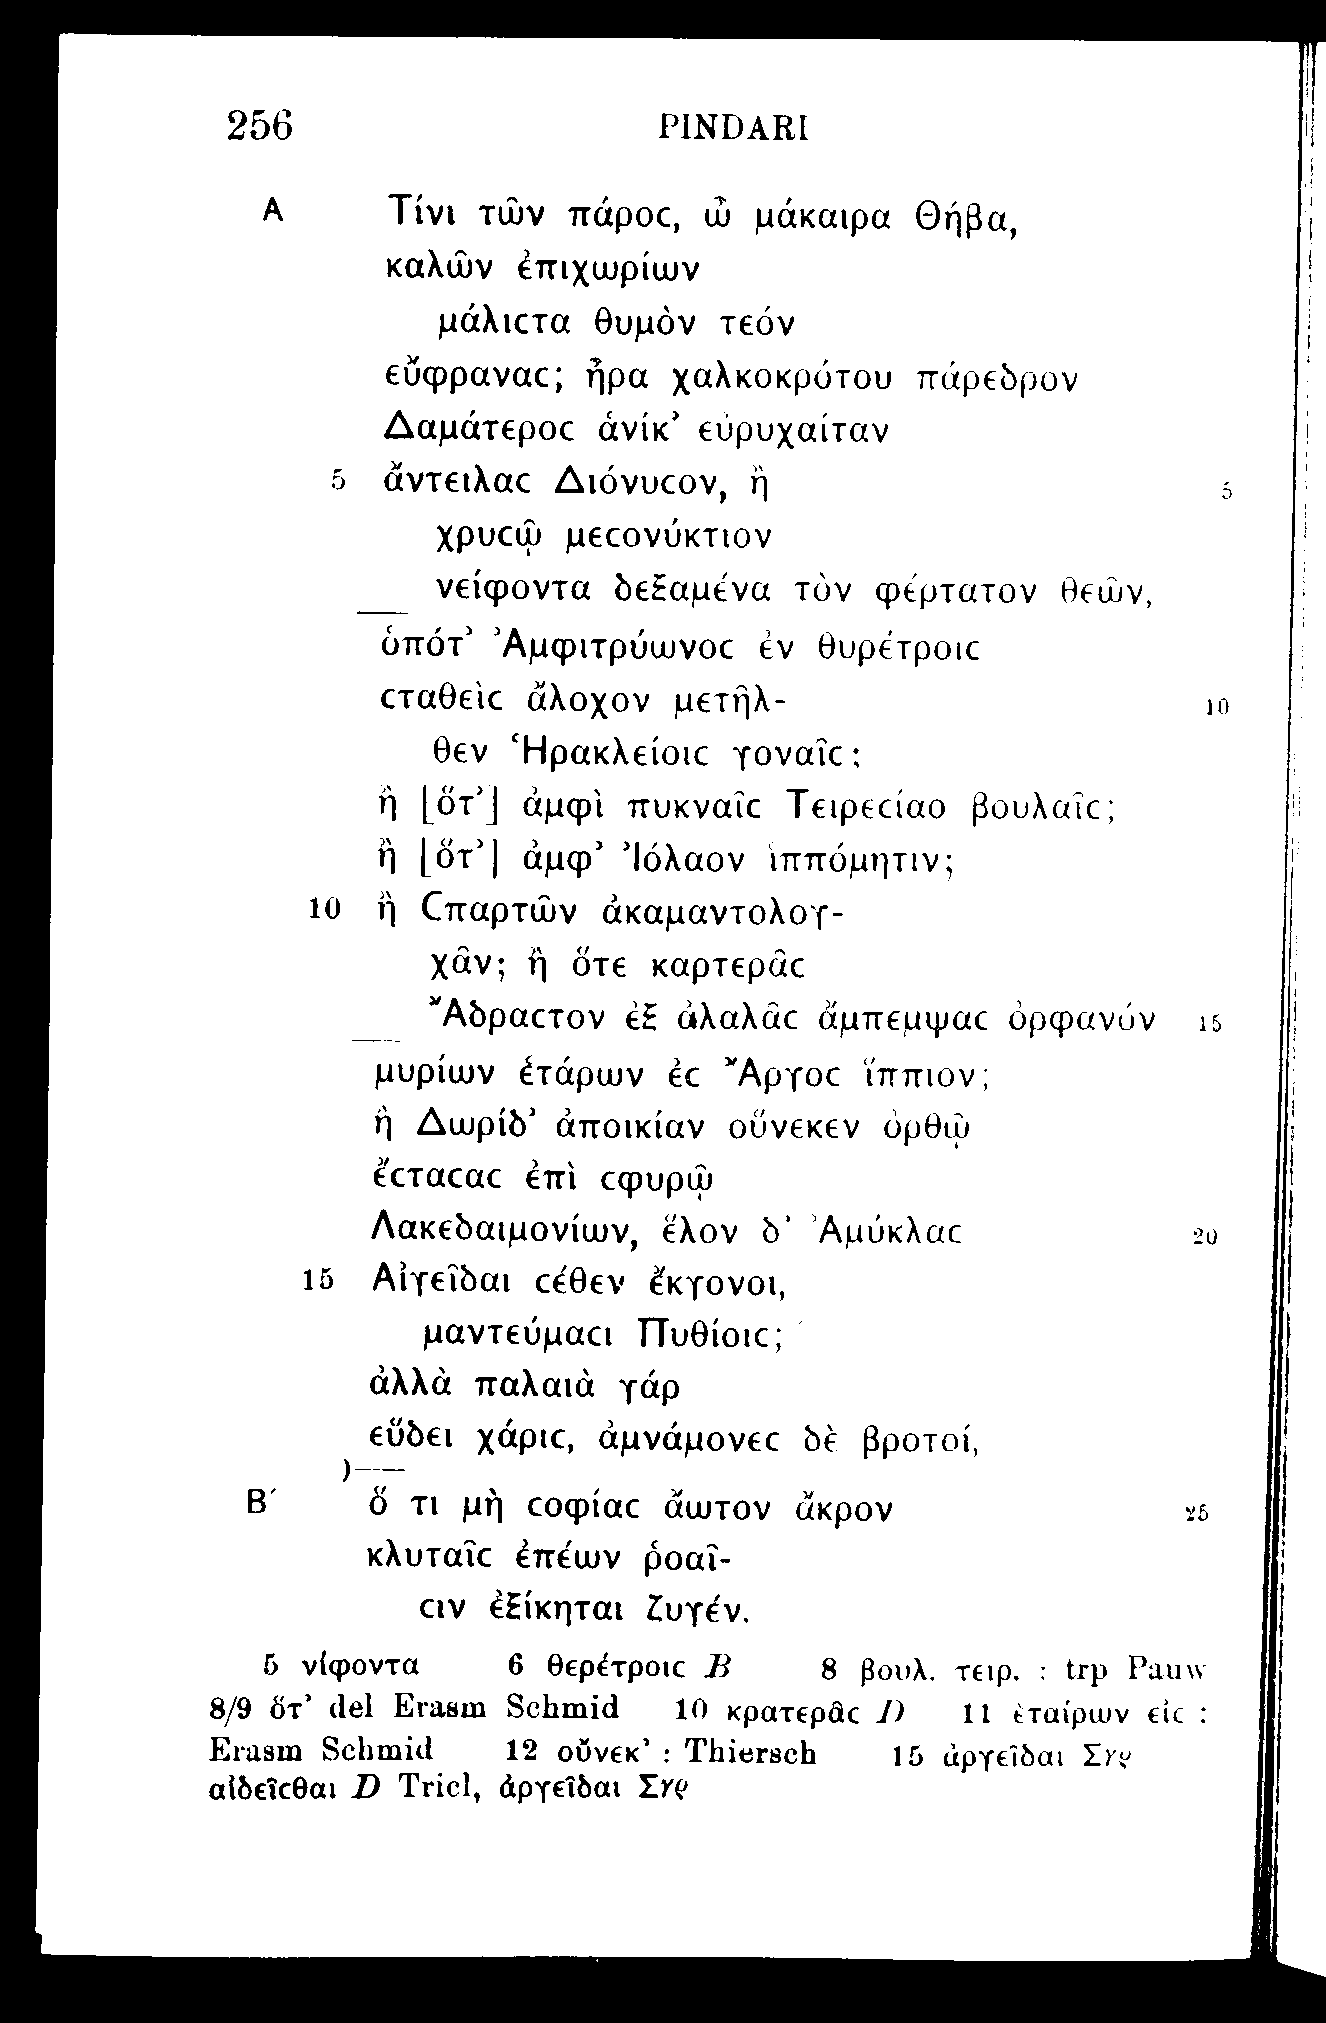 256 PINDARI
Α Τίνι τῶν πάροϲ, ὦ μάκαιρα Θήβα,
καλῶν ἐπιχωρίων
μάλιϲτα θυμὸν τεόν
εὔφραναϲ; ἦρα χαλκοκρότου πάρεδρον
Δαμάτεροϲ ἁνίκ’ εὐρυχαίταν
5 ἄντειλαϲ Διόνυϲον, ἢ 5
χρυϲῷ μεϲονύκτιον
νείφοντα δεξαμένα τὸν φέρτατον θεῶν,
ὁπότ’ Ἀμφιτρύωνοϲ ἐν θυρέτροιϲ
ϲταθεὶϲ ἄλοχον μετῆλ- 10
θεν Ἡρακλείοιϲ γοναῖϲ;
ἢ [ὅτ’] ἀμφὶ πυκναῖϲ Τειρεϲίαο βουλαῖϲ;
ἢ [ὅτ’] ἀμφ’ Ἰόλαον ἱππόμητιν;
10 ἢ Ϲπαρτῶν ἀκαμαντολογ-
χᾶν; ἢ ὅτε καρτερᾶϲ
Ἄδραϲτον ἐξ ἀλαλᾶϲ ἄμπεμψαϲ ὀρφανόν 15
μυρίων ἑτάρων ἐϲ Ἄργοϲ ἵππιον;
ἢ Δωρίδ’ ἀποικίαν οὕνεκεν ὀρθῷ
ἔϲταϲαϲ ἐπὶ ϲφυρῷ
Λακεδαιμονίων, ἕλον δ’ Ἀμύκλαϲ 20
15 Αἰγεῖδαι ϲέθεν ἔκγονοι,
μαντεύμαϲι Πυθίοιϲ;
ἀλλὰ παλαιὰ γάρ
εὕδει χάριϲ, ἀμνάμονεϲ δὲ βροτοί,
)——
Β′ ὅ τι μὴ ϲοφίαϲ ἄωτον ἄκρον 25
κλυταῖϲ ἐπέων ῥοαῖ-
ϲιν ἐξίκηται ζυγέν.
5 νίφοντα 6 θερέτροιϲ B 8 βουλ. τειρ. : trp Pauw
8/9 ὅτ’ del Erasm Schmid 10 κρατερᾶϲ D 11 ἑταίρων εἰϲ :
Erasm Schmid 12 οὕνεκ’ : Thiersch 15 ἀργεῖδαι Σγρ
αἰδεῖϲθαι D Tricl, ἀργεῖδαι Σγρ